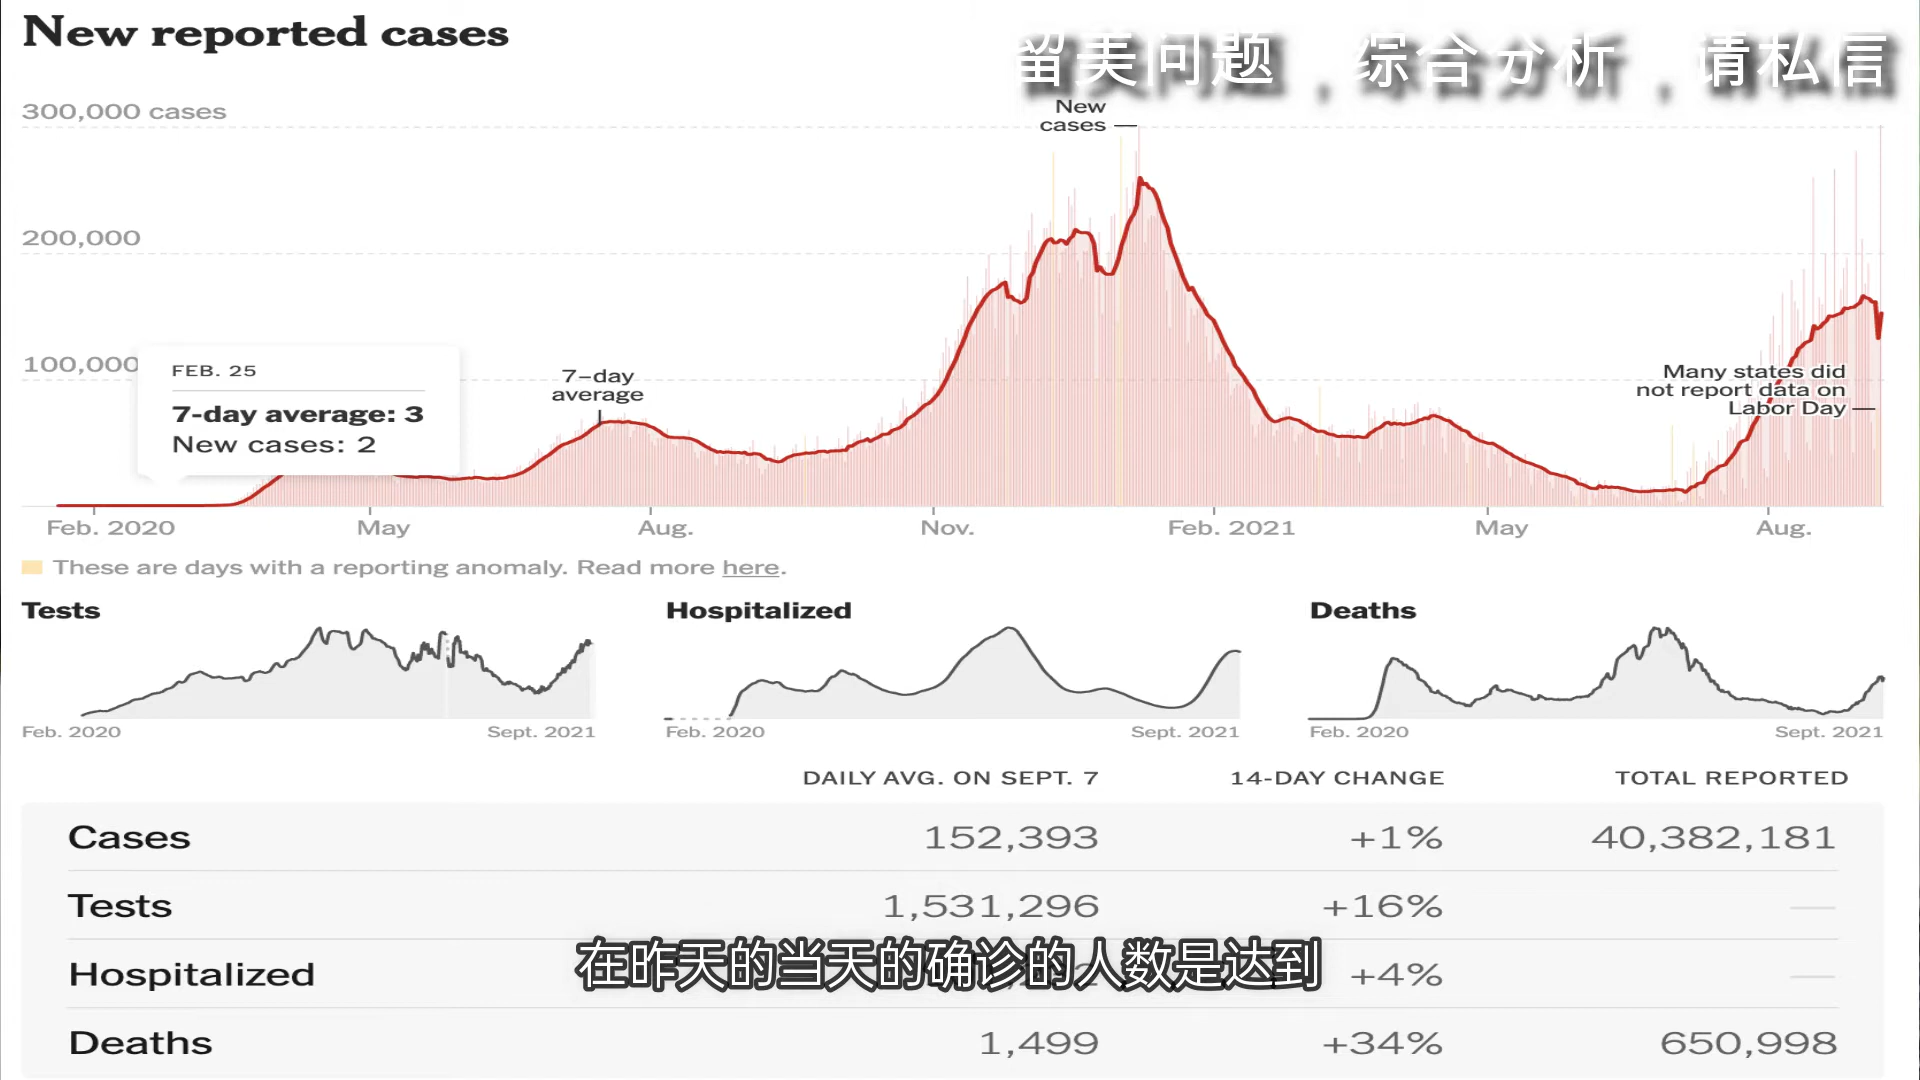 New reported cases
留美问题，综合分析，请私信
300,000 cases
New
cases
200,000
100,000
FEB. 25
7-day average: 3
New cases: 2
7–day
average
Many states did
not report data on
Labor Day
Feb. 2020 May Aug. Nov. Feb. 2021 May Aug.
These are days with a reporting anomaly. Read more here.
Tests Hospitalized Deaths
Feb. 2020 Sept. 2021 Feb. 2020 Sept. 2021 Feb. 2020 Sept. 2021
DAILY AVG. ON SEPT. 7 14-DAY CHANGE TOTAL REPORTED
Cases 152,393 +1% 40,382,181
Tests 1,531,296 +16% —
Hospitalized +4% —
在昨天的当天的确诊的人数是达到
Deaths 1,499 +34% 650,998